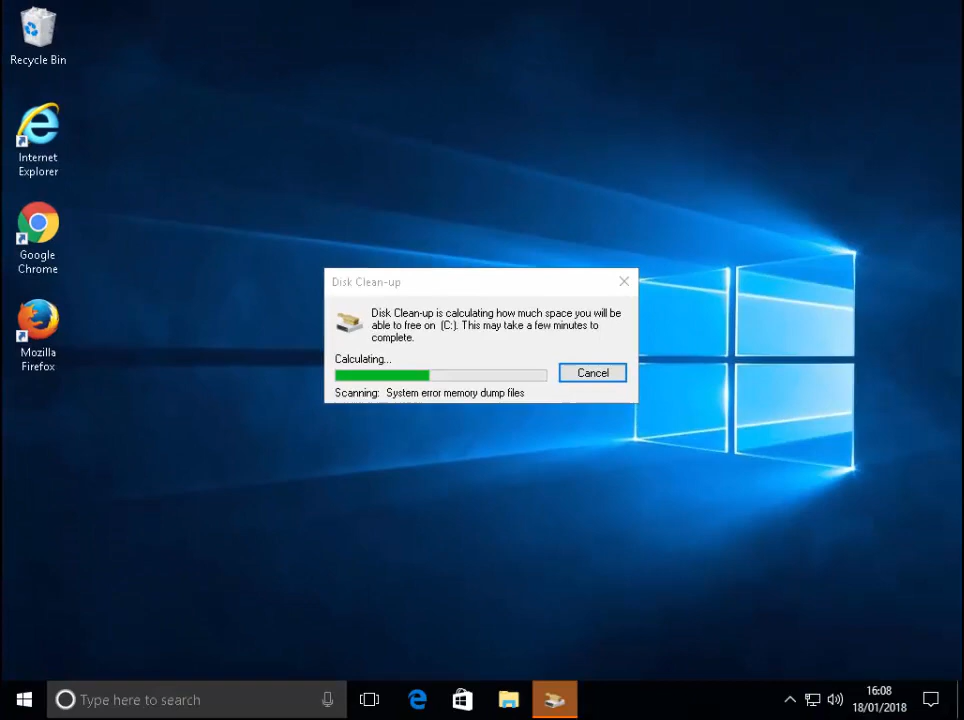 Recycle Bin
Internet
Explorer
Google
Chrome
Mozilla
Firefox
Disk Clean-up
Disk Clean-up is calculating how much space you will be
able to free on  (C:). This may take a few minutes to
complete.
Calculating...
Cancel
Scanning:   System error memory dump files
Type here to search
16:08
18/01/2018